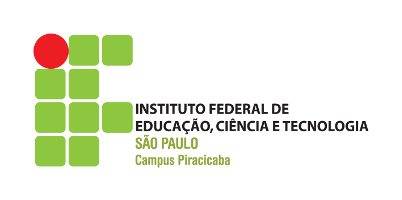 INSTITUTO FEDERAL DE
EDUCAÇÃO, CIÊNCIA E TECNOLOGIA
SÃO PAULO
Campus Piracicaba